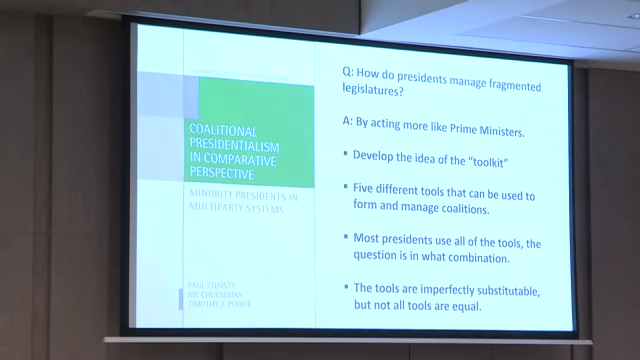 COALITIONAL
PRESIDENTIALISM
IN COMPARATIVE
PERSPECTIVE
MINORITY PRESIDENTS IN
MULTIPARTY SYSTEMS
PAUL CHAISTY
NIC CHEESEMAN
TIMOTHY J. POWER
Q: How do presidents manage fragmented
legislatures?
A: By acting more like Prime Ministers.
▪ Develop the idea of the “toolkit”
▪ Five different tools that can be used to
form and manage coalitions.
▪ Most presidents use all of the tools, the
question is in what combination.
▪ The tools are imperfectly substitutable,
but not all tools are equal.